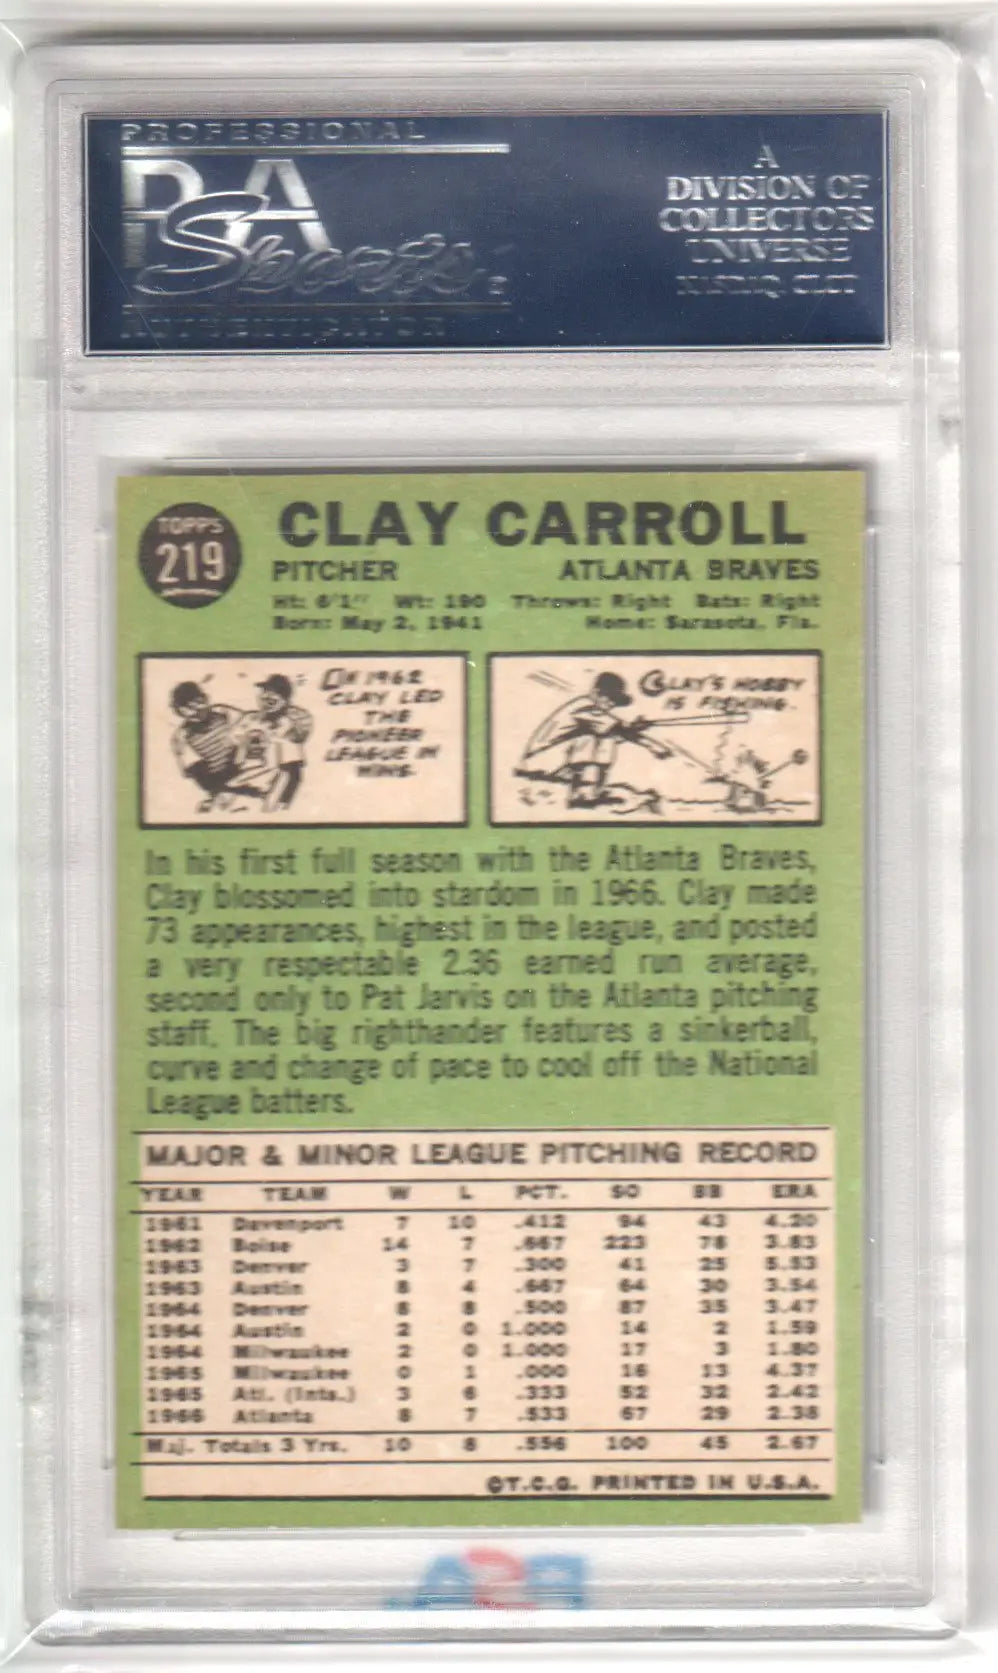 PROFESSIONAL
PSA
Sports
AUTHENTICATOR
A
DIVISION OF
COLLECTORS
UNIVERSE
NASDAQ: CLCT
TOPPS
219
CLAY CARROLL
PITCHER ATLANTA BRAVES
Ht: 6'1" Wt: 190 Throws: Right Bats: Right
Born: May 2, 1941 Home: Sarasota, Fla.
IN 1962
CLAY LED
THE
PIONEER
LEAGUE IN
WINS.
CLAY'S HOBBY
IS FISHING.
In his first full season with the Atlanta Braves,
Clay blossomed into stardom in 1966. Clay made
73 appearances, highest in the league, and posted
a very respectable 2.36 earned run average,
second only to Pat Jarvis on the Atlanta pitching
staff. The big righthander features a sinkerball,
curve and change of pace to cool off the National
League batters.
MAJOR & MINOR LEAGUE PITCHING RECORD
YEAR TEAM W L PCT. SO BB ERA
1961 Davenport 7 10 .412 94 43 4.20
1962 Boise 14 7 .667 223 78 3.83
1963 Denver 3 7 .300 41 25 5.53
1963 Austin 8 4 .667 64 30 3.54
1964 Denver 8 8 .500 87 35 3.47
1964 Austin 2 0 1.000 14 2 1.59
1964 Milwaukee 2 0 1.000 17 3 1.80
1965 Milwaukee 0 1 .000 16 13 4.37
1965 Atl. (Ints.) 3 6 .333 52 32 2.42
1966 Atlanta 8 7 .533 67 29 2.38
Maj. Totals 3 Yrs. 10 8 .556 100 45 2.67
©T.C.G. PRINTED IN U.S.A.
PSA